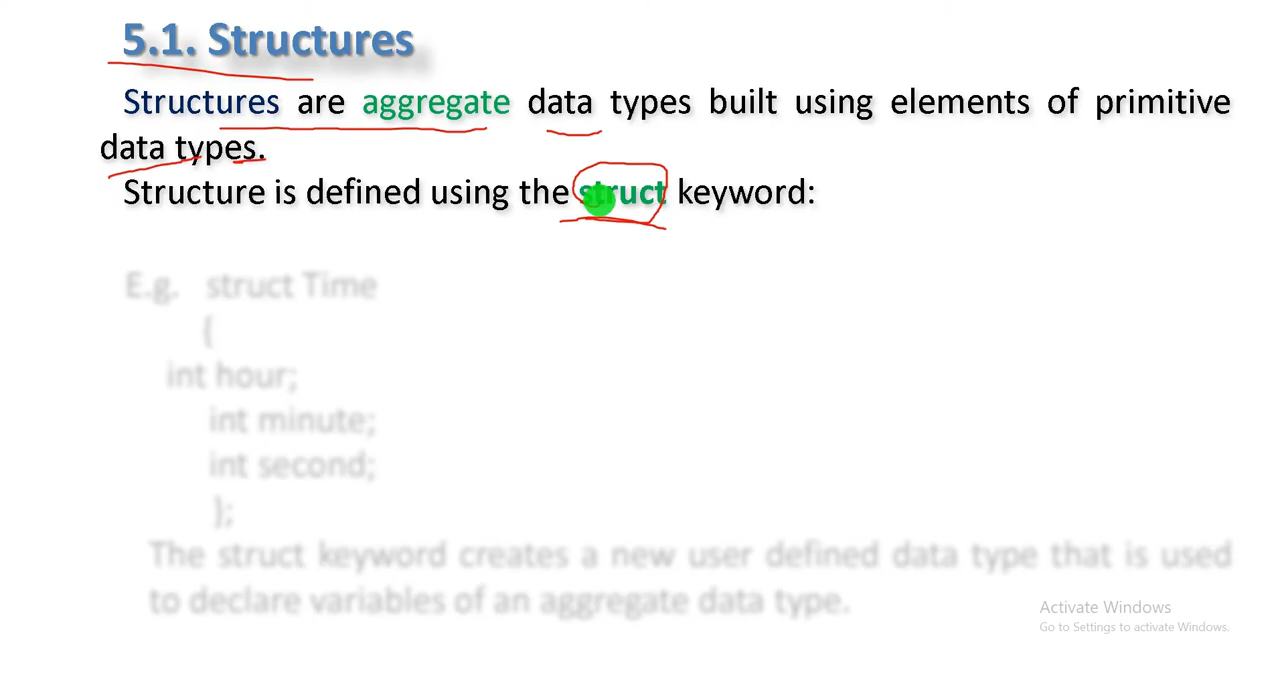 5.1. Structures
Structures are aggregate data types built using elements of primitive
data types.
Structure is defined using the struct keyword:
E.g. struct Time
{
int hour;
int minute;
int second;
};
The struct keyword creates a new user defined data type that is used
to declare variables of an aggregate data type.
Activate Windows
Go to Settings to activate Windows.